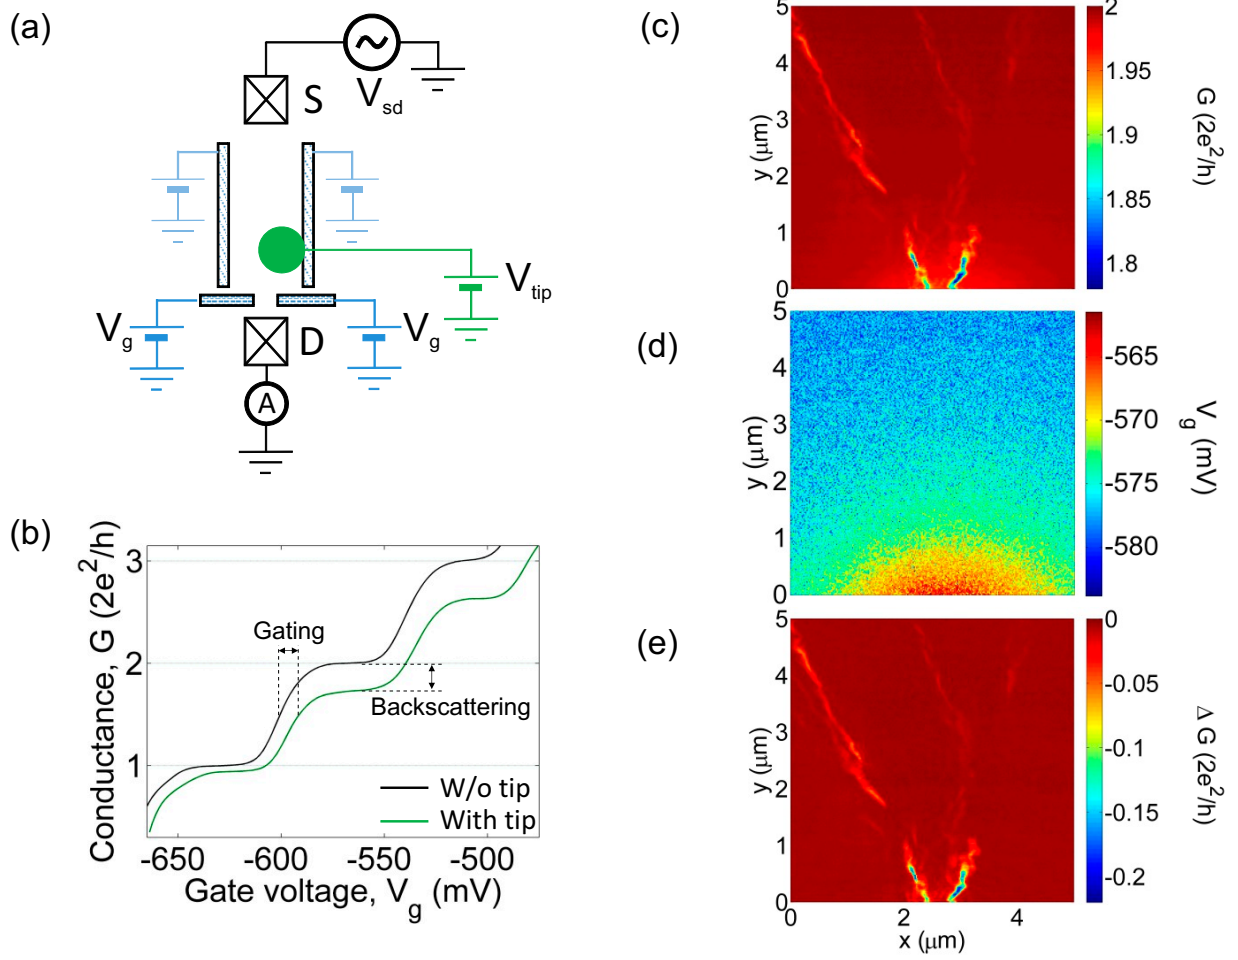 (a)
S
V sd
V tip
V g
D
V g
A
(b)
Conductance, G (2e²/h)
3
2
1
Gating
Backscattering
W/o tip
With tip
-650 -600 -550 -500
Gate voltage, V g (mV)
(c)
y (μm)
5
4
3
2
1
0
2
1.95
1.9
1.85
1.8
G (2e²/h)
(d)
y (μm)
5
4
3
2
1
0
-565
-570
-575
-580
V g (mV)
(e)
y (μm)
5
4
3
2
1
0
0 2 4
x (μm)
0
-0.05
-0.1
-0.15
-0.2
Δ G (2e²/h)